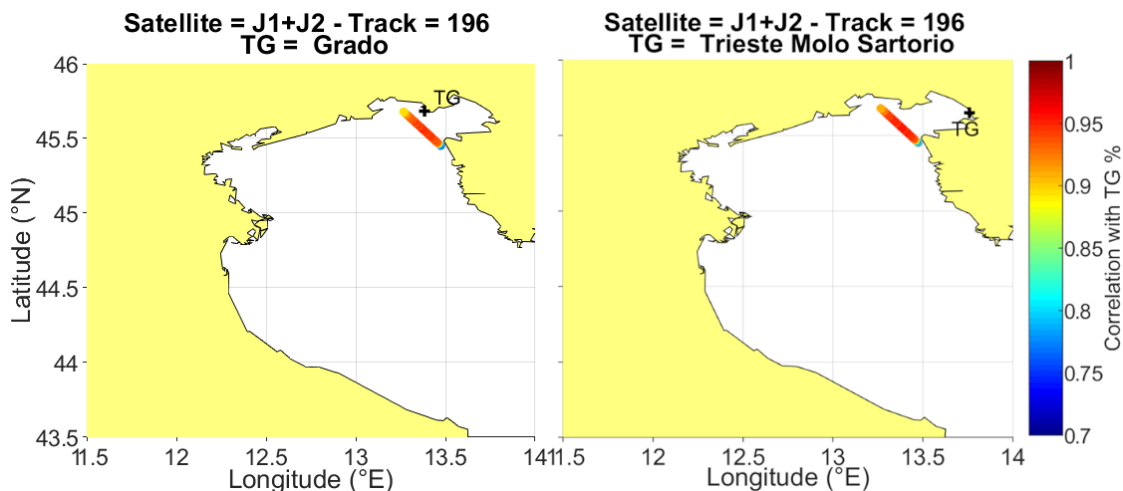 Satellite = J1+J2 - Track = 196
TG =  Grado
Satellite = J1+J2 - Track = 196
TG =  Trieste Molo Sartorio
46
45.5
45
44.5
44
43.5
Latitude (°N)
TG
11.5
12
12.5
13
13.5
14
Longitude (°E)
TG
11.5
12
12.5
13
13.5
14
Longitude (°E)
1
0.95
0.9
0.85
0.8
0.75
0.7
Correlation with TG %